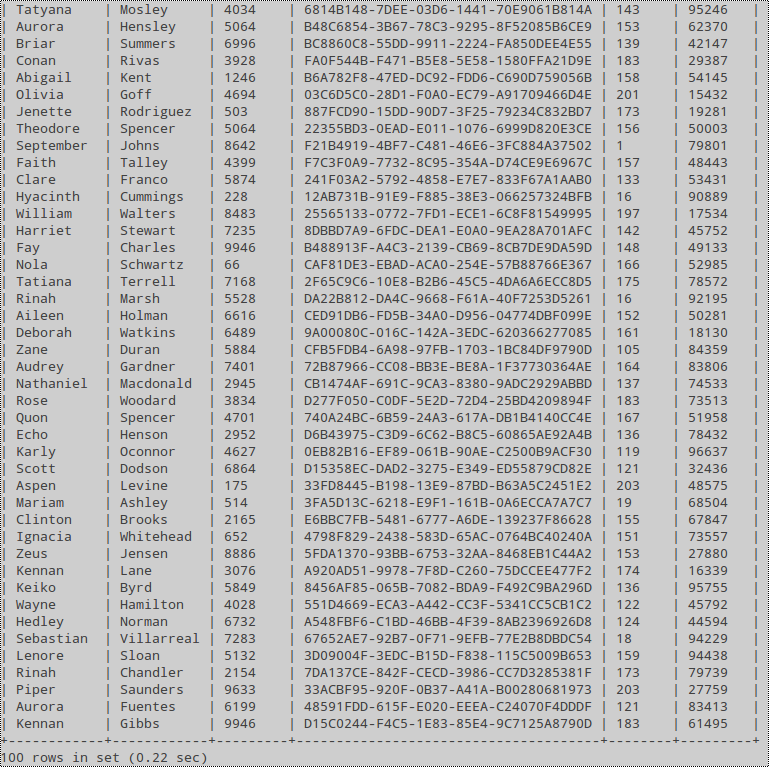 | Tatyana | Mosley | 4034 | 6814B148-7DEE-03D6-1441-70E9061B814A | 143 | 95246 |
| Aurora | Hensley | 5064 | B48C6854-3B67-78C3-9295-8F52085B6CE9 | 153 | 62370 |
| Briar | Summers | 6996 | BC8860C8-55DD-9911-2224-FA850DEE4E55 | 139 | 42147 |
| Conan | Rivas | 3928 | FA0F544B-F471-B5E8-5E58-1580FFA21D9E | 183 | 29387 |
| Abigail | Kent | 1246 | B6A782F8-47ED-DC92-FDD6-C690D759056B | 158 | 54145 |
| Olivia | Goff | 4694 | 03C6D5C0-28D1-F0A0-EC79-A91709466D4E | 201 | 15432 |
| Jenette | Rodriguez | 503 | 887FCD90-15DD-90D7-3F25-79234C832BD7 | 173 | 19281 |
| Theodore | Spencer | 5064 | 22355BD3-0EAD-E011-1076-6999D820E3CE | 156 | 50003 |
| September | Johns | 8642 | F21B4919-4BF7-C481-46E6-3FC884A37502 | 1 | 79801 |
| Faith | Talley | 4399 | F7C3F0A9-7732-8C95-354A-D74CE9E6967C | 157 | 48443 |
| Clare | Franco | 5874 | 241F03A2-5792-4858-E7E7-833F67A1AAB0 | 133 | 53431 |
| Hyacinth | Cummings | 228 | 12AB731B-91E9-F885-38E3-066257324BFB | 16 | 90889 |
| William | Walters | 8483 | 25565133-0772-7FD1-ECE1-6C8F81549995 | 197 | 17534 |
| Harriet | Stewart | 7235 | 8DBBD7A9-6FDC-DEA1-E0A0-9EA28A701AFC | 142 | 45752 |
| Fay | Charles | 9946 | B488913F-A4C3-2139-CB69-8CB7DE9DA59D | 148 | 49133 |
| Nola | Schwartz | 66 | CAF81DE3-EBAD-ACA0-254E-57B88766E367 | 166 | 52985 |
| Tatiana | Terrell | 7168 | 2F65C9C6-10E8-B2B6-45C5-4DA6A6ECC8D5 | 175 | 78572 |
| Rinah | Marsh | 5528 | DA22B812-DA4C-9668-F61A-40F7253D5261 | 16 | 92195 |
| Aileen | Holman | 6616 | CED91DB6-FD5B-34A0-D956-04774DBF099E | 152 | 50281 |
| Deborah | Watkins | 6489 | 9A00080C-016C-142A-3EDC-620366277085 | 161 | 18130 |
| Zane | Duran | 5884 | CFB5FDB4-6A98-97FB-1703-1BC84DF9790D | 105 | 84359 |
| Audrey | Gardner | 7401 | 72B87966-CC08-BB3E-BE8A-1F37730364AE | 164 | 83806 |
| Nathaniel | Macdonald | 2945 | CB1474AF-691C-9CA3-8380-9ADC2929ABBD | 137 | 74533 |
| Rose | Woodard | 3834 | D277F050-C0DF-5E2D-72D4-25BD4209894F | 183 | 73513 |
| Quon | Spencer | 4701 | 740A24BC-6B59-24A3-617A-DB1B4140CC4E | 167 | 51958 |
| Echo | Henson | 2952 | D6B43975-C3D9-6C62-B8C5-60865AE92A4B | 136 | 78432 |
| Karly | Oconnor | 4627 | 0EB82B16-EF89-061B-90AE-C2500B9ACF30 | 119 | 96637 |
| Scott | Dodson | 6864 | D15358EC-DAD2-3275-E349-ED55879CD82E | 121 | 32436 |
| Aspen | Levine | 175 | 33FD8445-B198-13E9-87BD-B63A5C2451E2 | 203 | 48575 |
| Mariam | Ashley | 514 | 3FA5D13C-6218-E9F1-161B-0A6ECCA7A7C7 | 19 | 68504 |
| Clinton | Brooks | 2165 | E6BBC7FB-5481-6777-A6DE-139237F86628 | 155 | 67847 |
| Ignacia | Whitehead | 652 | 4798F829-2438-583D-65AC-0764BC40240A | 151 | 73557 |
| Zeus | Jensen | 8886 | 5FDA1370-93BB-6753-32AA-8468EB1C44A2 | 153 | 27880 |
| Kennan | Lane | 3076 | A920AD51-9978-7F8D-C260-75DCCEE477F2 | 174 | 16339 |
| Keiko | Byrd | 5849 | 8456AF85-065B-7082-BDA9-F492C9BA296D | 136 | 95755 |
| Wayne | Hamilton | 4028 | 551D4669-ECA3-A442-CC3F-5341CC5CB1C2 | 122 | 45792 |
| Hedley | Norman | 6732 | A548FBF6-C1BD-46BB-4F39-8AB2396926D8 | 124 | 44594 |
| Sebastian | Villarreal | 7283 | 67652AE7-92B7-0F71-9EFB-77E2B8DBDC54 | 18 | 94229 |
| Lenore | Sloan | 5132 | 3D09004F-3EDC-B15D-F838-115C5009B653 | 159 | 94438 |
| Rinah | Chandler | 2154 | 7DA137CE-842F-CECD-3986-CC7D3285381F | 173 | 79739 |
| Piper | Saunders | 9633 | 33ACBF95-920F-0B37-A41A-B00280681973 | 203 | 27759 |
| Aurora | Fuentes | 6199 | 48591FDD-615F-E020-EEEA-C24070F4DDDF | 121 | 83413 |
| Kennan | Gibbs | 9946 | D15C0244-F4C5-1E83-85E4-9C7125A8790D | 183 | 61495 |
+------------+------------+---------+--------------------------------------+-------+--------+
100 rows in set (0.22 sec)